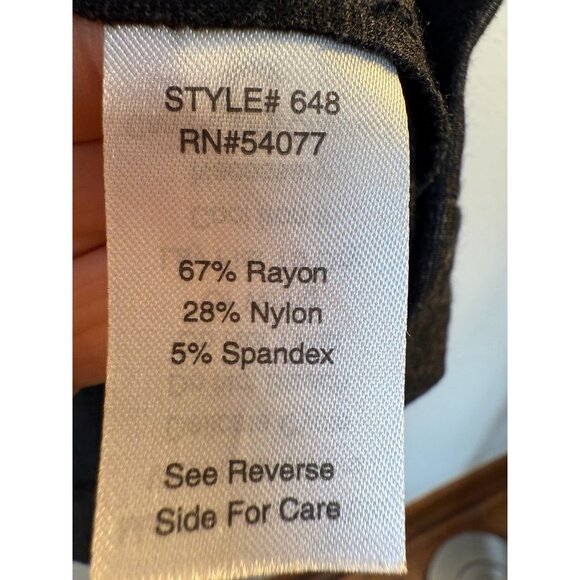 STYLE# 648
RN#54077
67% Rayon
28% Nylon
5% Spandex
See Reverse
Side For Care